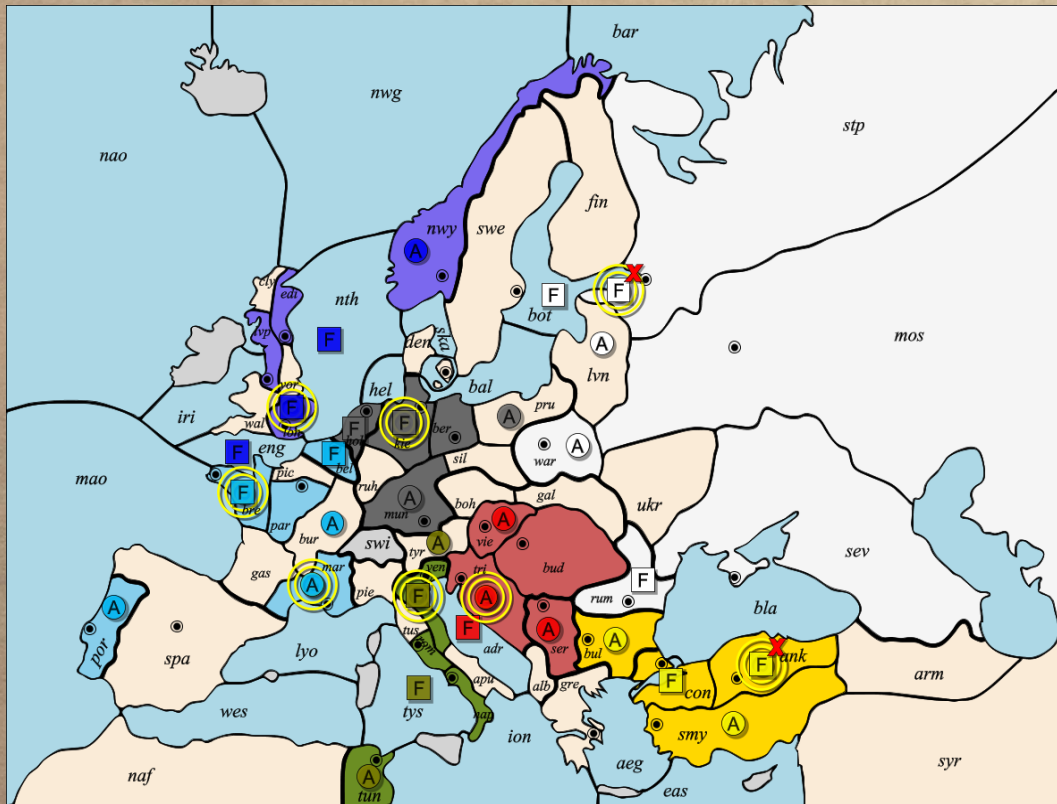 bar
nwg
stp
nao
fin
nwy
swe
cly
edi
nth
F
bot
F
A
ska
den
lvp
A
lvn
mos
hel
bal
yor
F
iri
wal
lon
F
kie
ber
A
pru
F
hol
eng
F
bel
F
war
A
sil
mao
pic
ruh
F
bre
par
A
bur
A
mun
boh
gal
ukr
A
vie
swi
A
tyr
ven
tri
bud
sev
gas
mar
A
pie
F
A
rum
F
bla
A
por
spa
lyo
tus
rom
F
adr
A
ser
bul
A
F
ank
con
F
arm
apu
alb
gre
wes
F
tys
nap
smy
A
ion
aeg
syr
naf
A
tun
eas
A
X
X